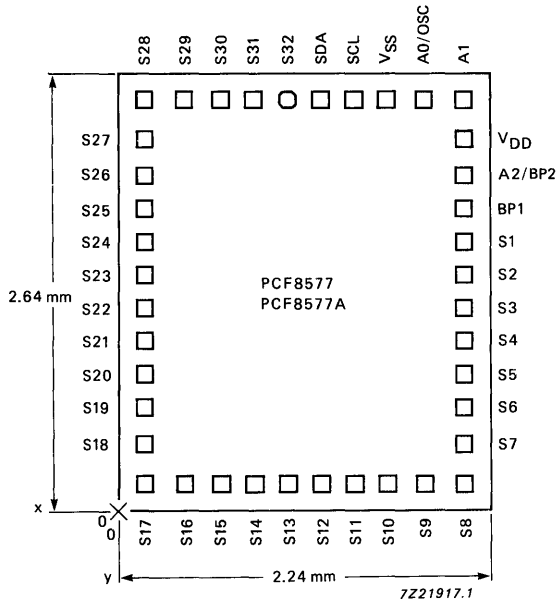 S28 S29 S30 S31 S32 SDA SCL VSS A0/OSC A1
S27 VDD
S26 A2/BP2
S25 BP1
S24 S1
S23 S2
PCF8577
2.64 mm S22 S3
PCF8577A
S21 S4
S20 S5
S19 S6
S18 S7
x 0
0 S17 S16 S15 S14 S13 S12 S11 S10 S9 S8
y 2.24 mm
7Z21917.1